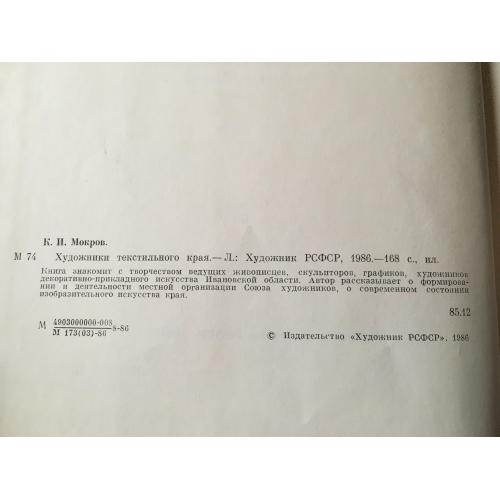 К. И. Мокров.
М 74 Художники текстильного края.— Л.: Художник РСФСР, 1986.—168 с., ил.
Книга знакомит с творчеством ведущих живописцев, скульпторов, графиков, художников
декоративно-прикладного искусства Ивановской области. Автор рассказывает о формирова-
нии и деятельности местной организации Союза художников, о современном состоянии
изобразительного искусства края.
85.12
М 4903000000-008 8-86
М 173(03)-86
© Издательство «Художник РСФСР», 1986